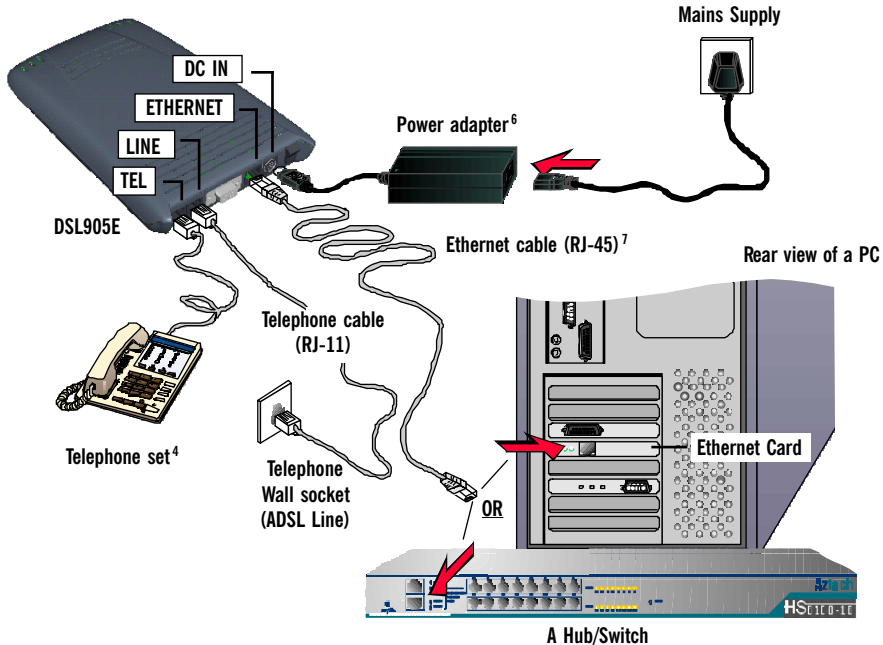 Mains Supply
DC IN
ETHERNET
Power adapter 6
LINE
TEL
DSL905E
Ethernet cable (RJ-45) 7
Rear view of a PC
Telephone cable
(RJ-11)
Ethernet Card
Telephone set 4
Telephone
Wall socket
(ADSL Line)
OR
Aztech
A Hub/Switch